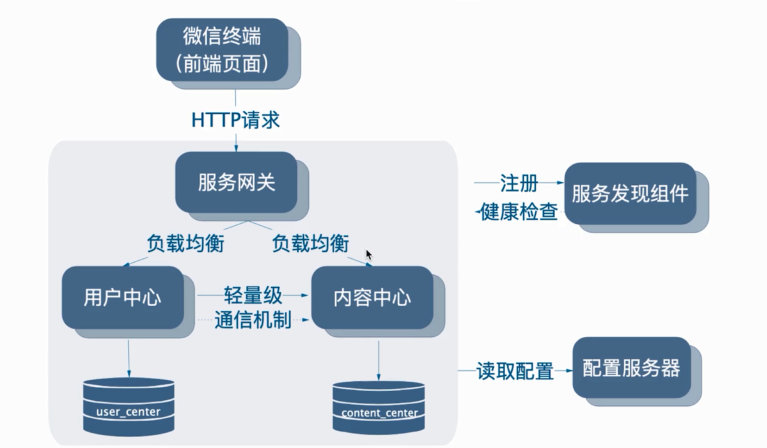 微信终端
（前端页面）
HTTP请求
服务网关
注册
健康检查
服务发现组件
负载均衡
负载均衡
用户中心
轻量级
通信机制
内容中心
读取配置
配置服务器
user_center
content_center